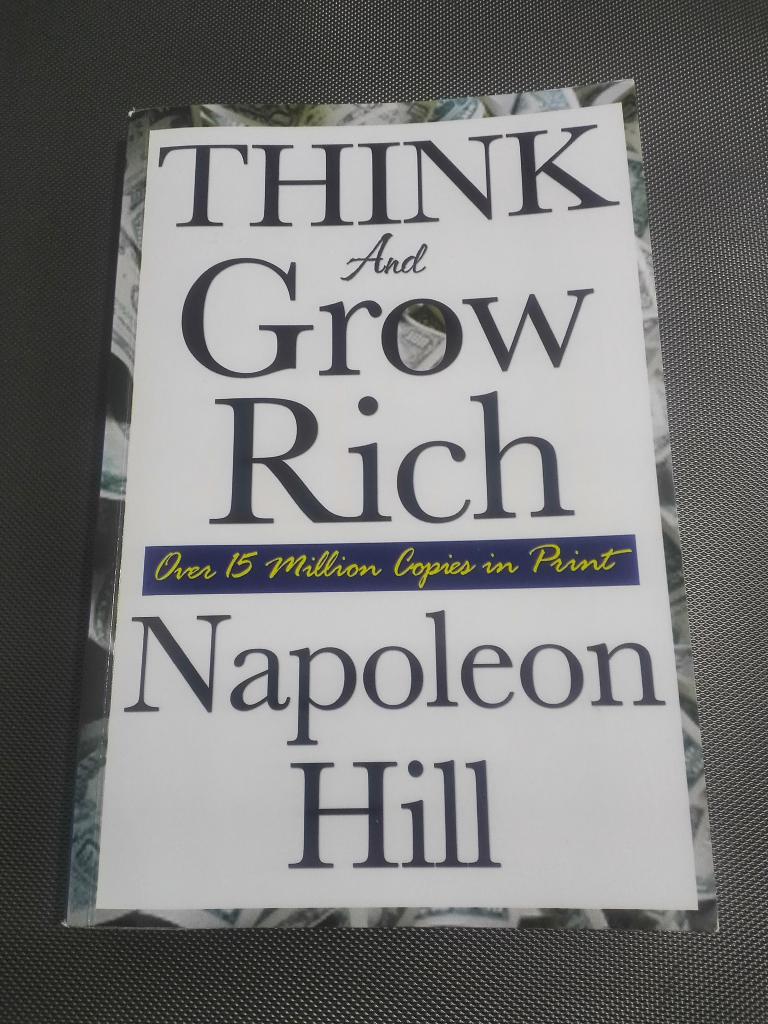 THINK
And
Grow
Rich
Over 15 Million Copies in Print
Napoleon
Hill